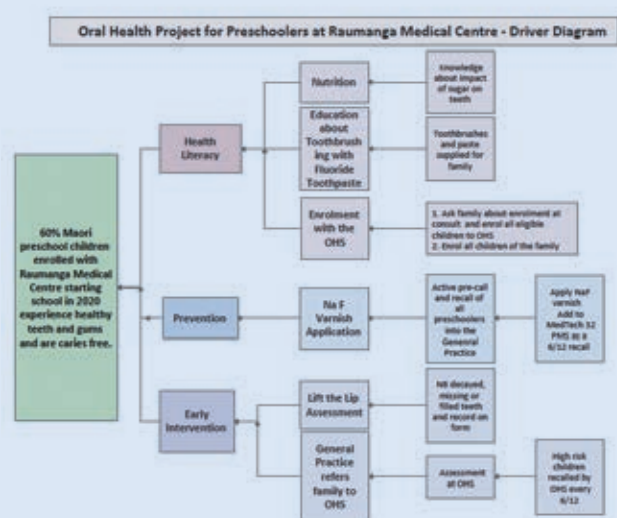 Oral Health Project for Preschoolers at Raumanga Medical Centre - Driver Diagram
60% Maori
preschool children
enrolled with
Raumanga Medical
Centre starting
school in 2020
experience healthy
teeth and gums
and are caries free.
Health
Literacy
Nutrition
Knowledge
about impact
of sugar on
teeth
Education
about
Toothbrush
ing with
Fluoride
Toothpaste
Toothbrushes
and paste
supplied for
family
Enrolment
with the
OHS
1. Ask family about enrolment at
consult and enrol all eligible
children to OHS
2. Enrol all children of the family
Prevention
Na F
Varnish
Application
Active pre-call
and recall of
all
preschoolers
into the
Genenral
Practice
Apply NaF
varnish
Add to
MedTech 32
PMS as a
6/12 recall
Early
Intervention
Lift the Lip
Assessment
NB decayed,
missing or
filled teeth
and record on
form
General
Practice
refers
family to
OHS
Assessment
at OHS
High risk
children
recalled by
OHS every
6/12